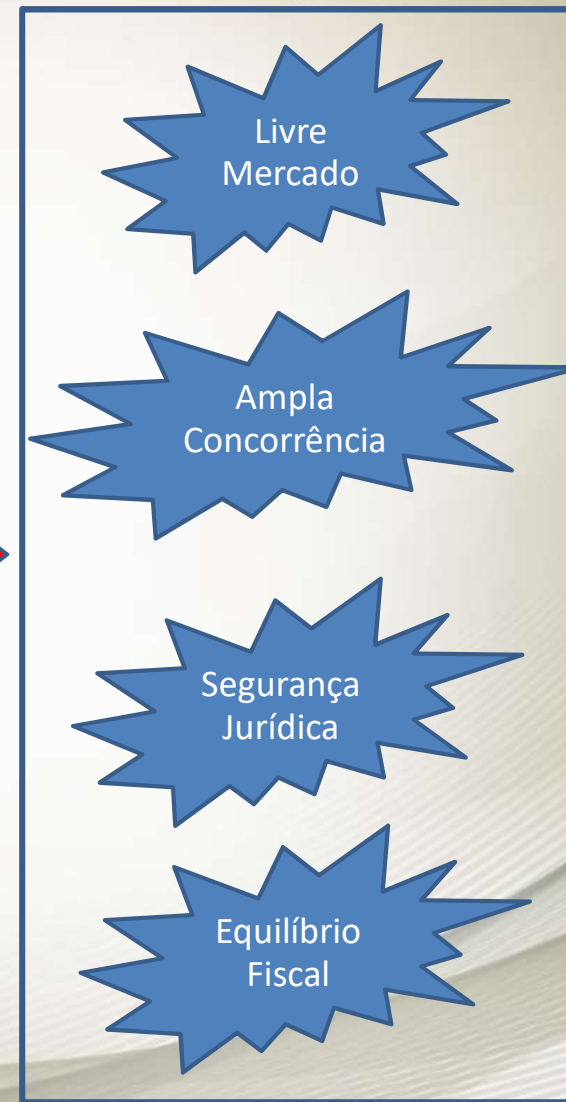 Livre
Mercado
Ampla
Concorrência
Segurança
Jurídica
Equilíbrio
Fiscal